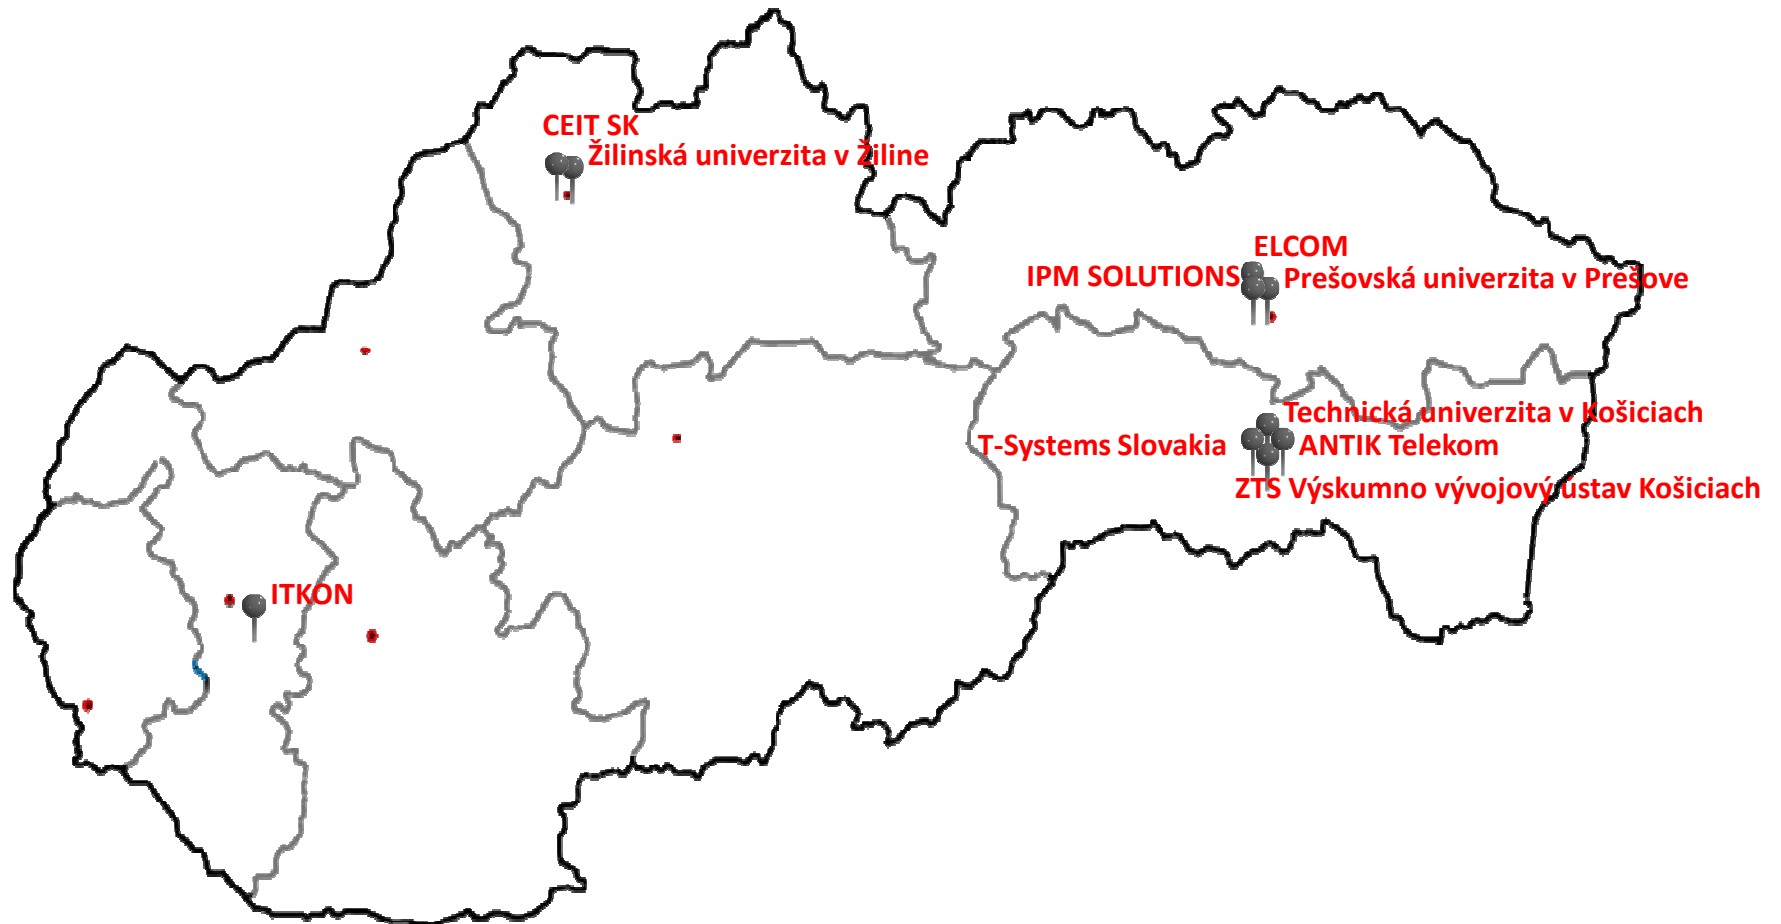 CEIT SK
Žilinská univerzita v Žiline
ELCOM
IPM SOLUTIONS
Prešovská univerzita v Prešove
Technická univerzita v Košiciach
T-Systems Slovakia
ANTIK Telekom
ZTS Výskumno vývojový ústav Košiciach
ITKON